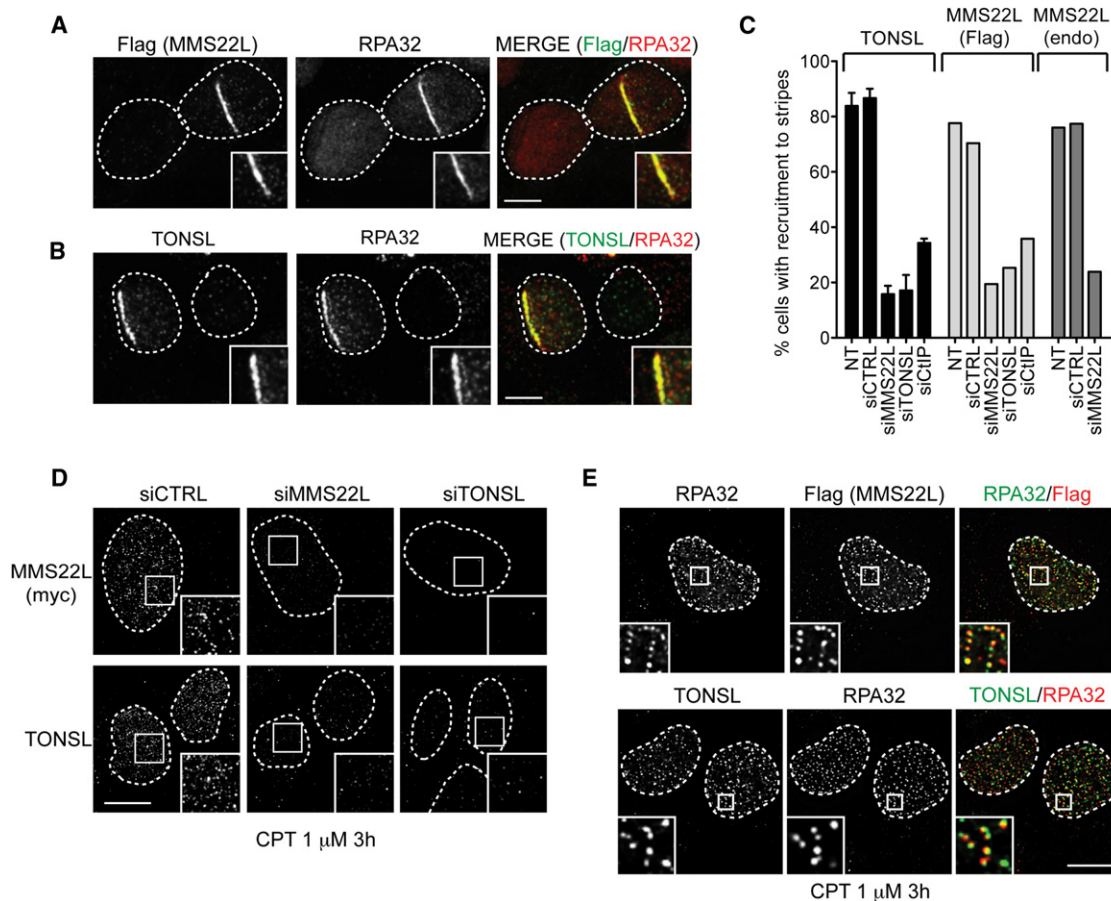 A
Flag (MMS22L)
RPA32
MERGE (Flag/RPA32)
B
TONSL
RPA32
MERGE (TONSL/RPA32)
C
TONSL
MMS22L
(Flag)
MMS22L
(endo)
% cells with recruitment to stripes
100
80
60
40
20
0
NT
siCTRL
siMMS22L
siTONSL
siCtIP
NT
siCTRL
siMMS22L
siTONSL
siCtIP
NT
siCTRL
siMMS22L
D
siCTRL
siMMS22L
siTONSL
MMS22L
(myc)
TONSL
CPT 1 μM 3h
E
RPA32
Flag (MMS22L)
RPA32/Flag
TONSL
RPA32
TONSL/RPA32
CPT 1 μM 3h